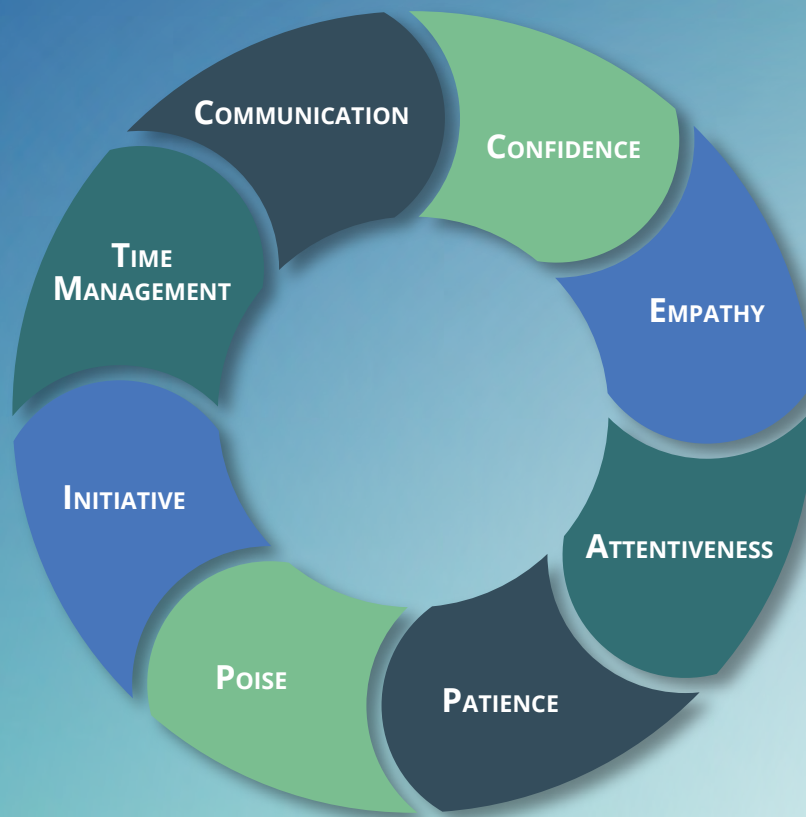 Communication
Confidence
Empathy
Attentiveness
Patience
Poise
Initiative
Time
Management